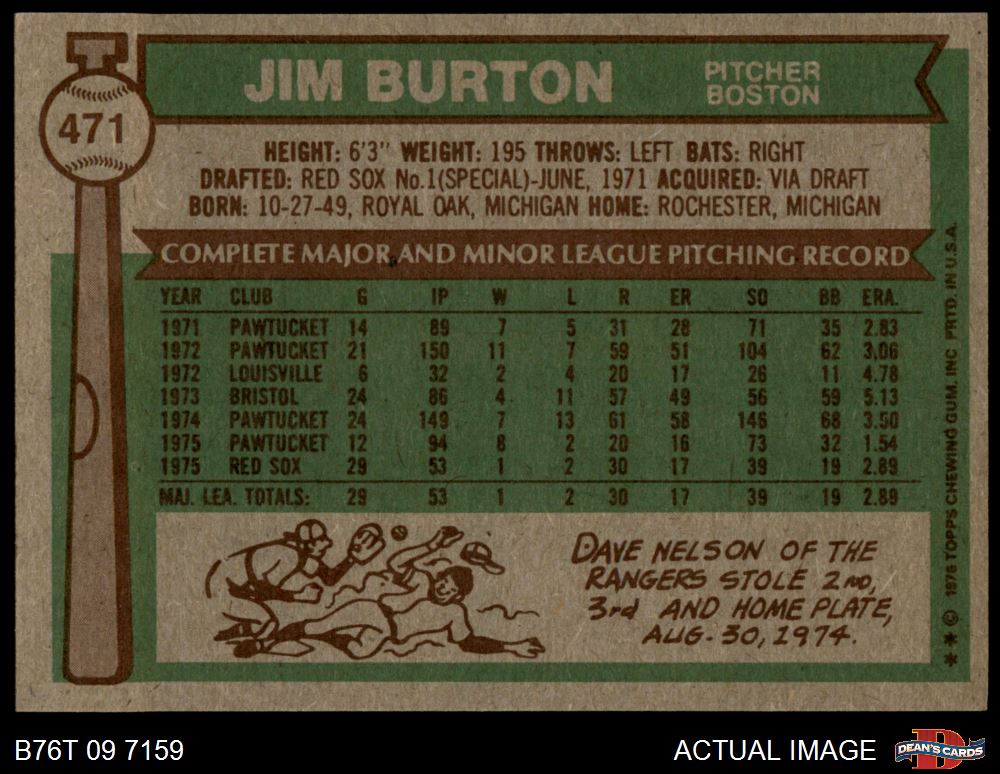 JIM BURTON
PITCHER
BOSTON
471
HEIGHT: 6'3" WEIGHT: 195 THROWS: LEFT BATS: RIGHT
DRAFTED: RED SOX No.1(SPECIAL)-JUNE, 1971 ACQUIRED: VIA DRAFT
BORN: 10-27-49, ROYAL OAK, MICHIGAN HOME: ROCHESTER, MICHIGAN
COMPLETE MAJOR AND MINOR LEAGUE PITCHING RECORD
YEAR CLUB G IP W L R ER SO BB ERA.
1971 PAWTUCKET 14 89 7 5 31 28 71 35 2.83
1972 PAWTUCKET 21 150 11 7 59 51 104 62 3.06
1972 LOUISVILLE 6 32 2 4 20 17 26 11 4.78
1973 BRISTOL 24 86 4 11 57 49 56 59 5.13
1974 PAWTUCKET 24 149 7 13 61 58 146 68 3.50
1975 PAWTUCKET 12 94 8 2 20 16 73 32 1.54
1975 RED SOX 29 53 1 2 30 17 39 19 2.89
MAJ. LEA. TOTALS: 29 53 1 2 30 17 39 19 2.89
DAVE NELSON OF THE
RANGERS STOLE 2ND,
3rd AND HOME PLATE,
AUG. 30, 1974.
** © 1976 TOPPS CHEWING GUM, INC PRTD. IN U.S.A.
B76T 09 7159
ACTUAL IMAGE
DEAN'S CARDS